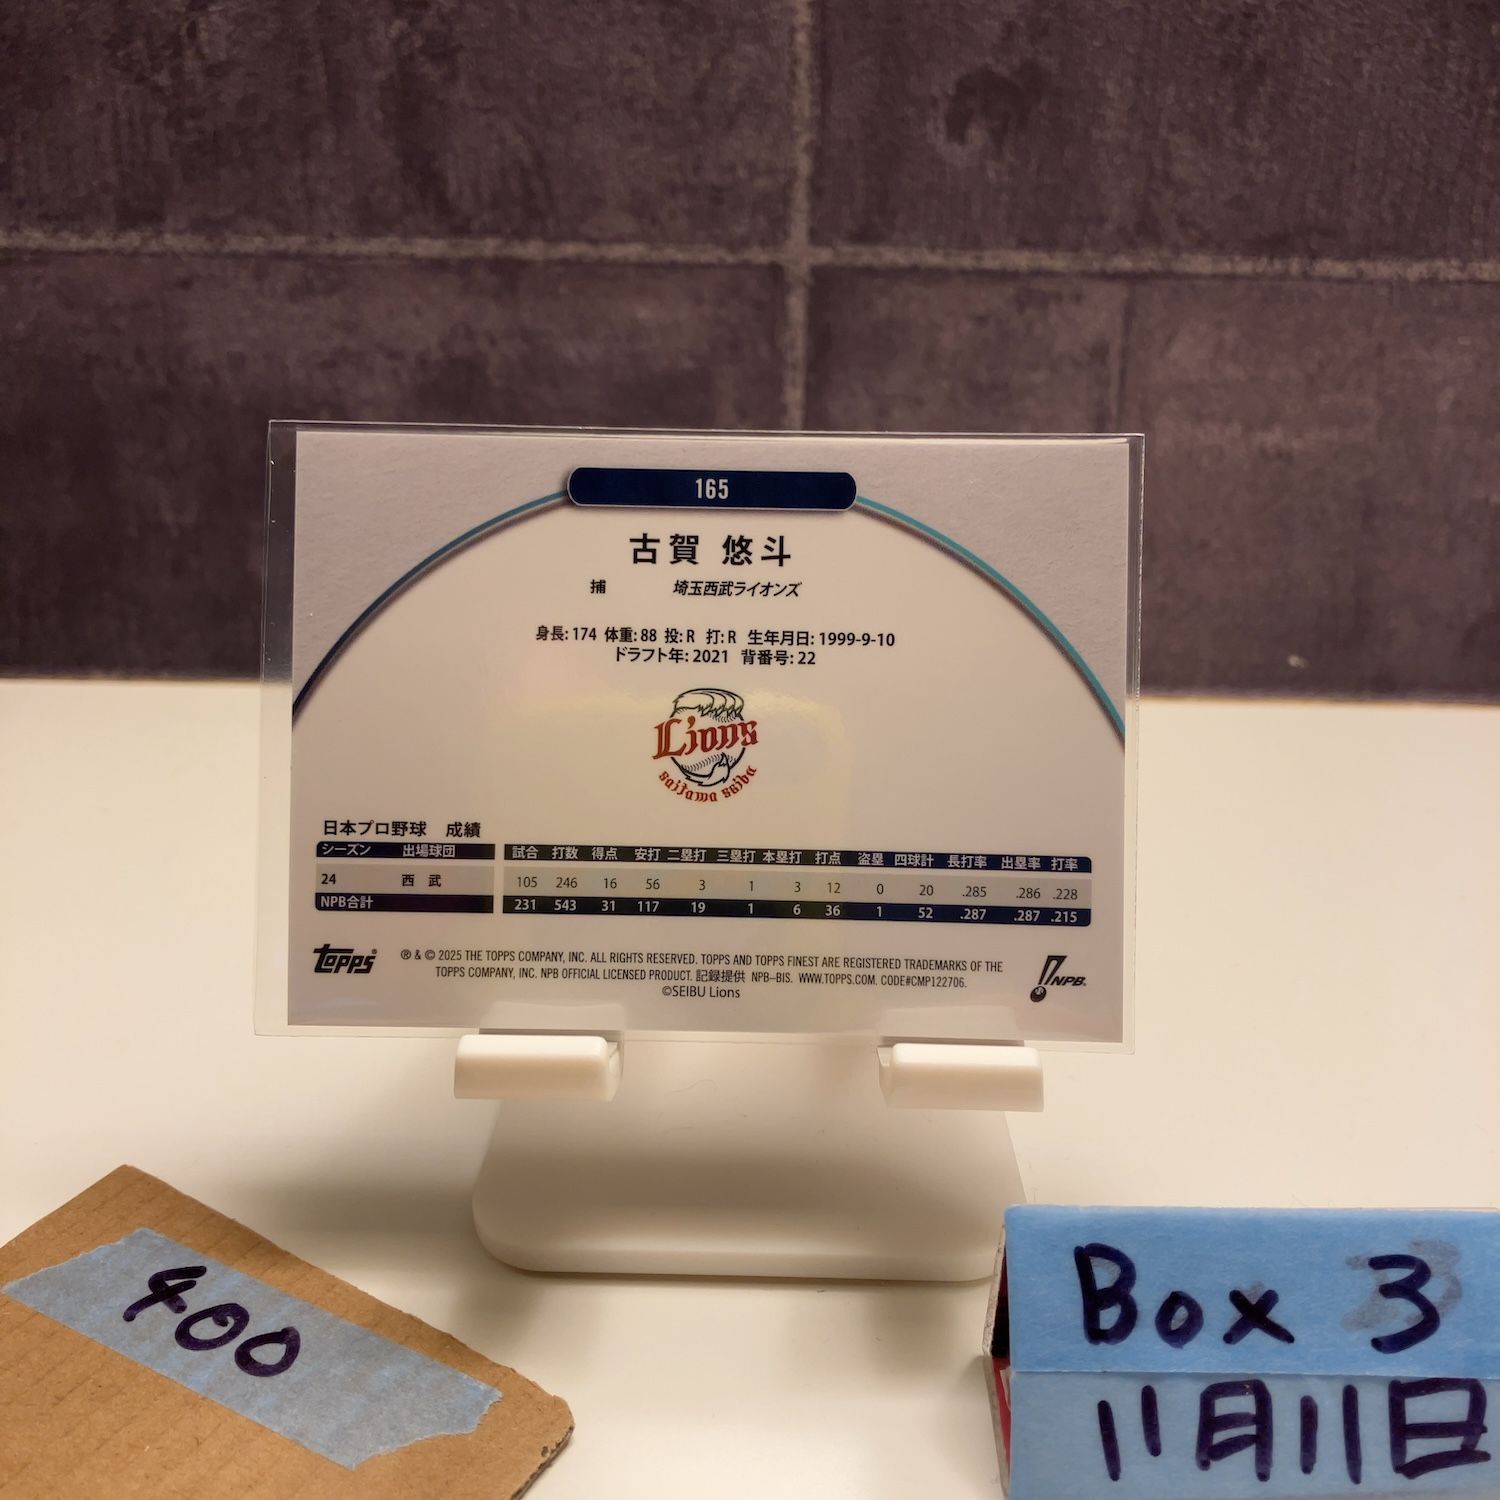 165
古賀 悠斗
捕 埼玉西武ライオンズ
身長: 174 体重: 88 投: R 打: R 生年月日: 1999-9-10
ドラフト年: 2021 背番号: 22
Lions
saitama seibu
日本プロ野球 成績
シーズン 出場球団 試合 打数 得点 安打 二塁打 三塁打 本塁打 打点 盗塁 四球計 長打率 出塁率 打率
24 西 武 105 246 16 56 3 1 3 12 0 20 .285 .286 .228
NPB合計 231 543 31 117 19 1 6 36 1 52 .287 .287 .215
topps ® & © 2025 THE TOPPS COMPANY, INC. ALL RIGHTS RESERVED. TOPPS AND TOPPS FINEST ARE REGISTERED TRADEMARKS OF THE
TOPPS COMPANY, INC. NPB OFFICIAL LICENSED PRODUCT. 記録提供 NPB-BIS. WWW.TOPPS.COM. CODE#CMP122706.
NPB
©SEIBU Lions
400
Box 3
11月11日